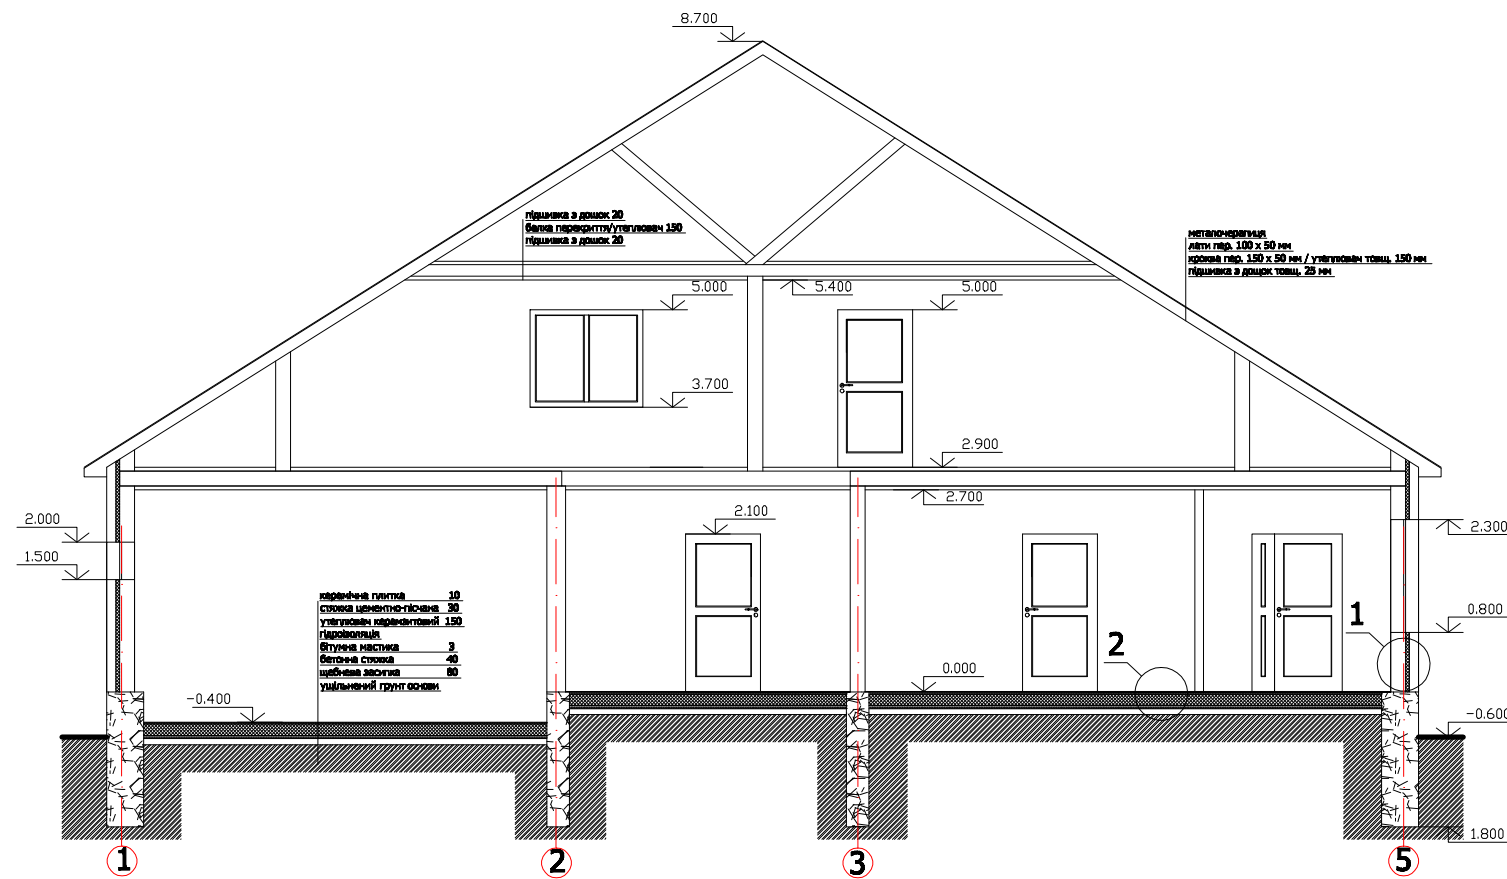 8.700
підшивка з дошок 20
балка перекриття/утеплювач 150
підшивка з дошок 20
металочерепиця
лати пер. 100 х 50 мм
кроква пер. 150 х 50 мм / утеплювач товщ. 150 мм
підшивка з дощок товщ. 25 мм
5.000
5.400
5.000
3.700
2.900
2.700
2.000
2.100
2.300
1.500
керамічна плитка 10
стяжка цементно-пісчана 30
утеплювач керамзитовий 150
гідроізоляція
бітумна мастика 3
бетонна стяжка 40
щебнева засипка 80
ущільнений грунт основи
1
0.800
2
0.000
-0.400
-0.600
1.800
1
2
3
5